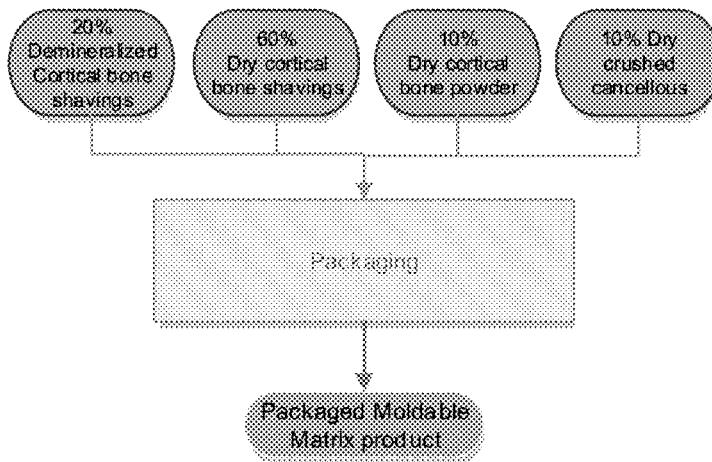 20%
Demineralized
Cortical bone
shavings
60%
Dry cortical
bone shavings
10%
Dry cortical
bone powder
10% Dry
crushed
cancellous
Packaging
Packaged Moldable
Matrix product